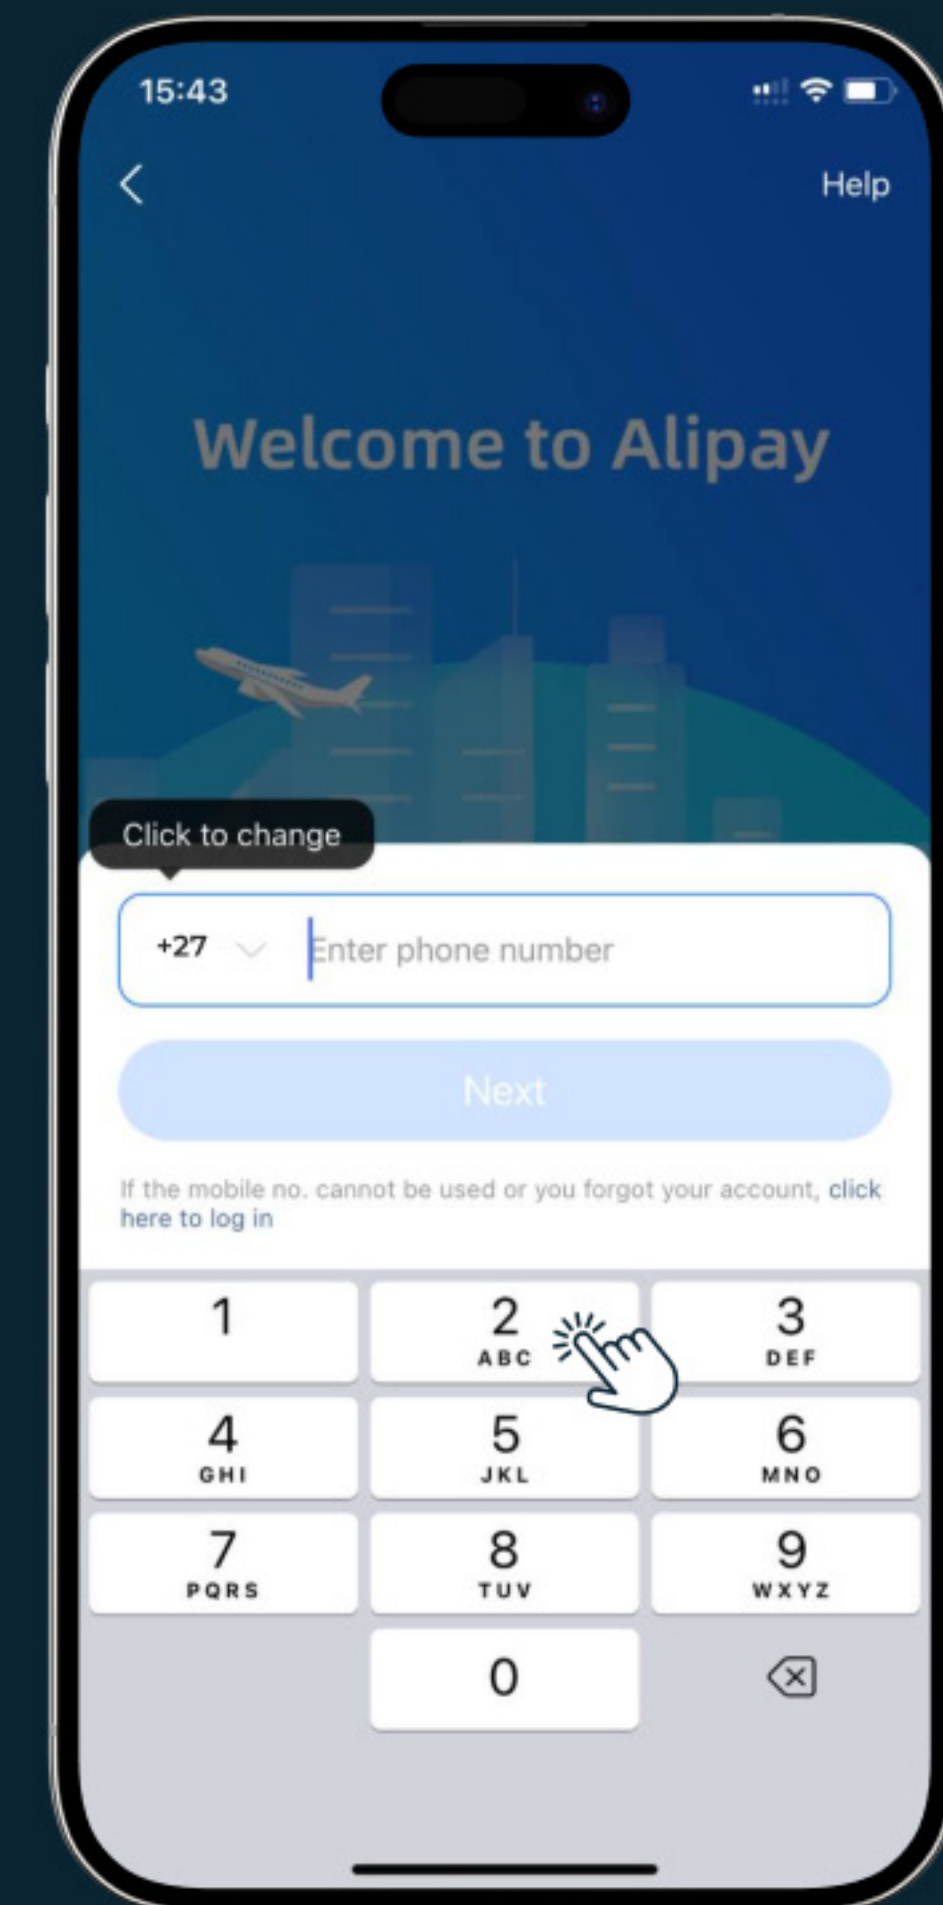 15:43
Help
Welcome to Alipay
Click to change
+27 Enter phone number
Next
If the mobile no. cannot be used or you forgot your account, click
here to log in
1 2 3
ABC DEF
4 5 6
GHI JKL MNO
7 8 9
PQRS TUV WXYZ
0